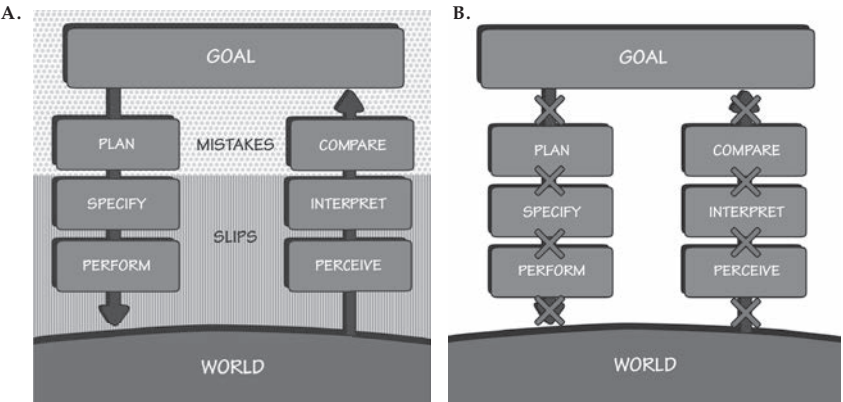 A.
GOAL
PLAN
MISTAKES
COMPARE
SPECIFY
INTERPRET
SLIPS
PERFORM
PERCEIVE
WORLD
B.
GOAL
PLAN
COMPARE
SPECIFY
INTERPRET
PERFORM
PERCEIVE
WORLD